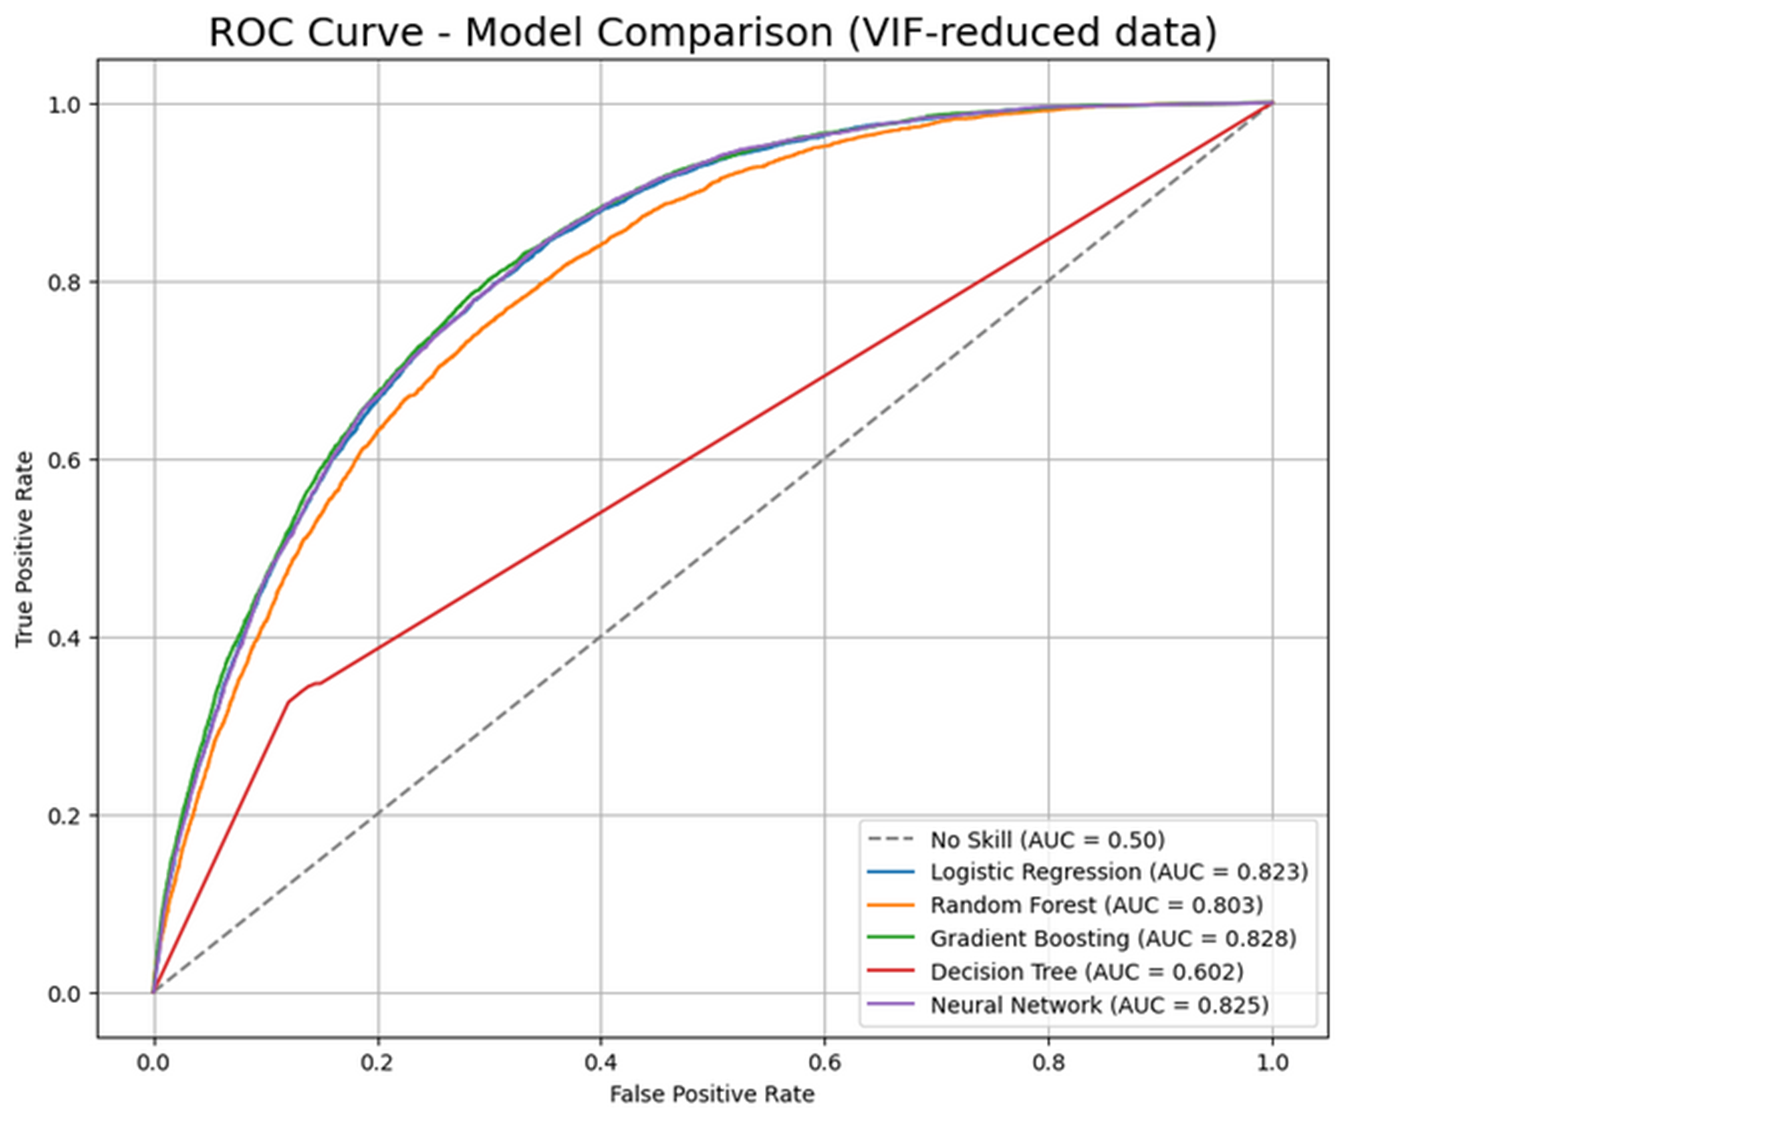 ROC Curve - Model Comparison (VIF-reduced data)
True Positive Rate
1.0
0.8
0.6
0.4
0.2
0.0
0.0 0.2 0.4 0.6 0.8 1.0
False Positive Rate
No Skill (AUC = 0.50)
Logistic Regression (AUC = 0.823)
Random Forest (AUC = 0.803)
Gradient Boosting (AUC = 0.828)
Decision Tree (AUC = 0.602)
Neural Network (AUC = 0.825)